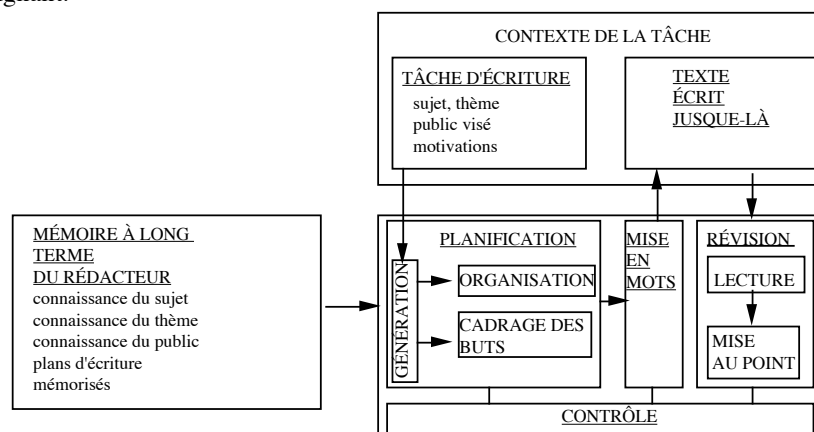 CONTEXTE DE LA TÂCHE
TÂCHE D'ÉCRITURE
sujet, thème
public visé
motivations
TEXTE
ÉCRIT
JUSQUE-LÀ
MÉMOIRE À LONG
TERME
DU RÉDACTEUR
connaissance du sujet
connaissance du thème
connaissance du public
plans d'écriture
mémorisés
PLANIFICATION
GÉNÉRATION
ORGANISATION
CADRAGE DES
BUTS
MISE
EN
MOTS
RÉVISION
LECTURE
MISE
AU POINT
CONTRÔLE